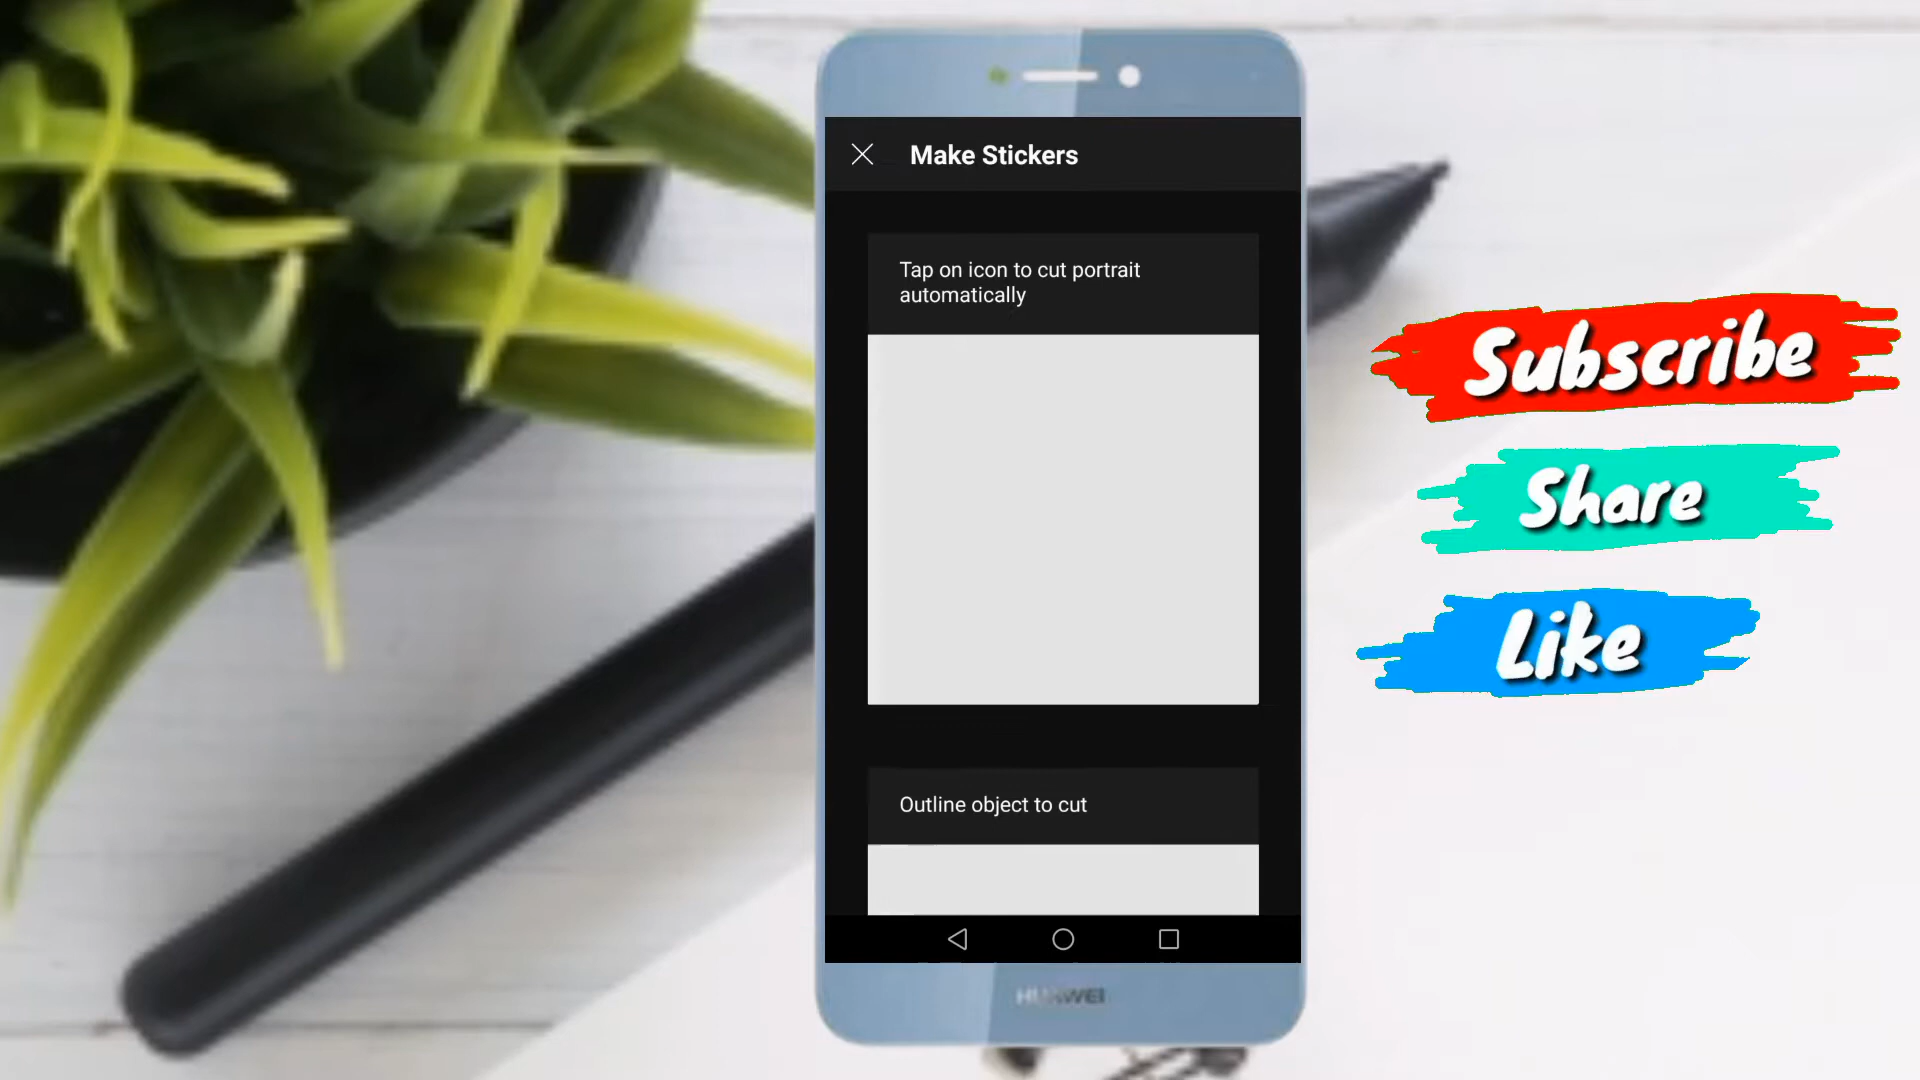 Make Stickers
Tap on icon to cut portrait
automatically
Outline object to cut
HUAWEI
Subscribe
Share
Like